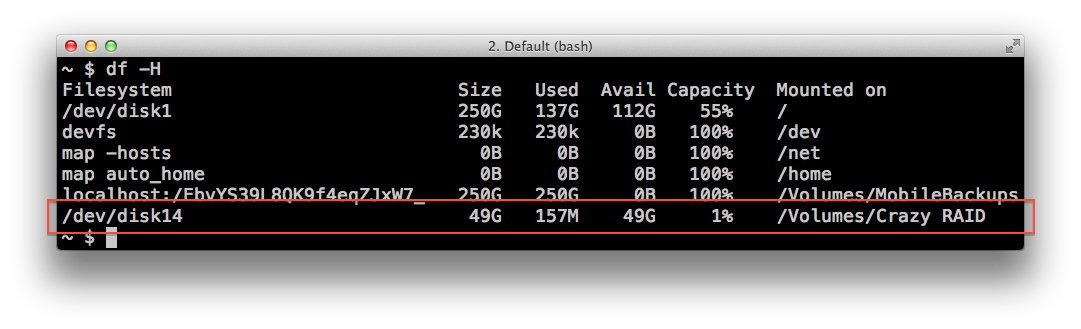 2. Default (bash)
~ $ df -H
Filesystem Size Used Avail Capacity Mounted on
/dev/disk1 250G 137G 112G 55% /
devfs 230k 230k 0B 100% /dev
map -hosts 0B 0B 0B 100% /net
map auto_home 0B 0B 0B 100% /home
localhost:/FbvYS39L8QK9f4eqZJxW7_ 250G 250G 0B 100% /Volumes/MobileBackups
/dev/disk14 49G 157M 49G 1% /Volumes/Crazy RAID
~ $